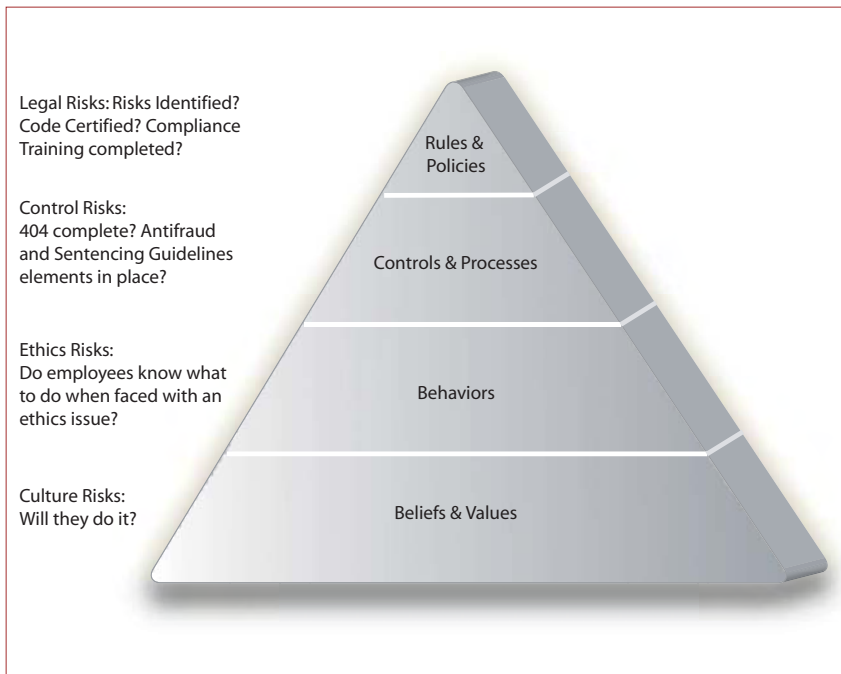 Legal Risks: Risks Identified?
Code Certified? Compliance
Training completed?
Rules &
Policies
Control Risks:
404 complete? Antifraud
and Sentencing Guidelines
elements in place?
Controls & Processes
Ethics Risks:
Do employees know what
to do when faced with an
ethics issue?
Behaviors
Culture Risks:
Will they do it?
Beliefs & Values